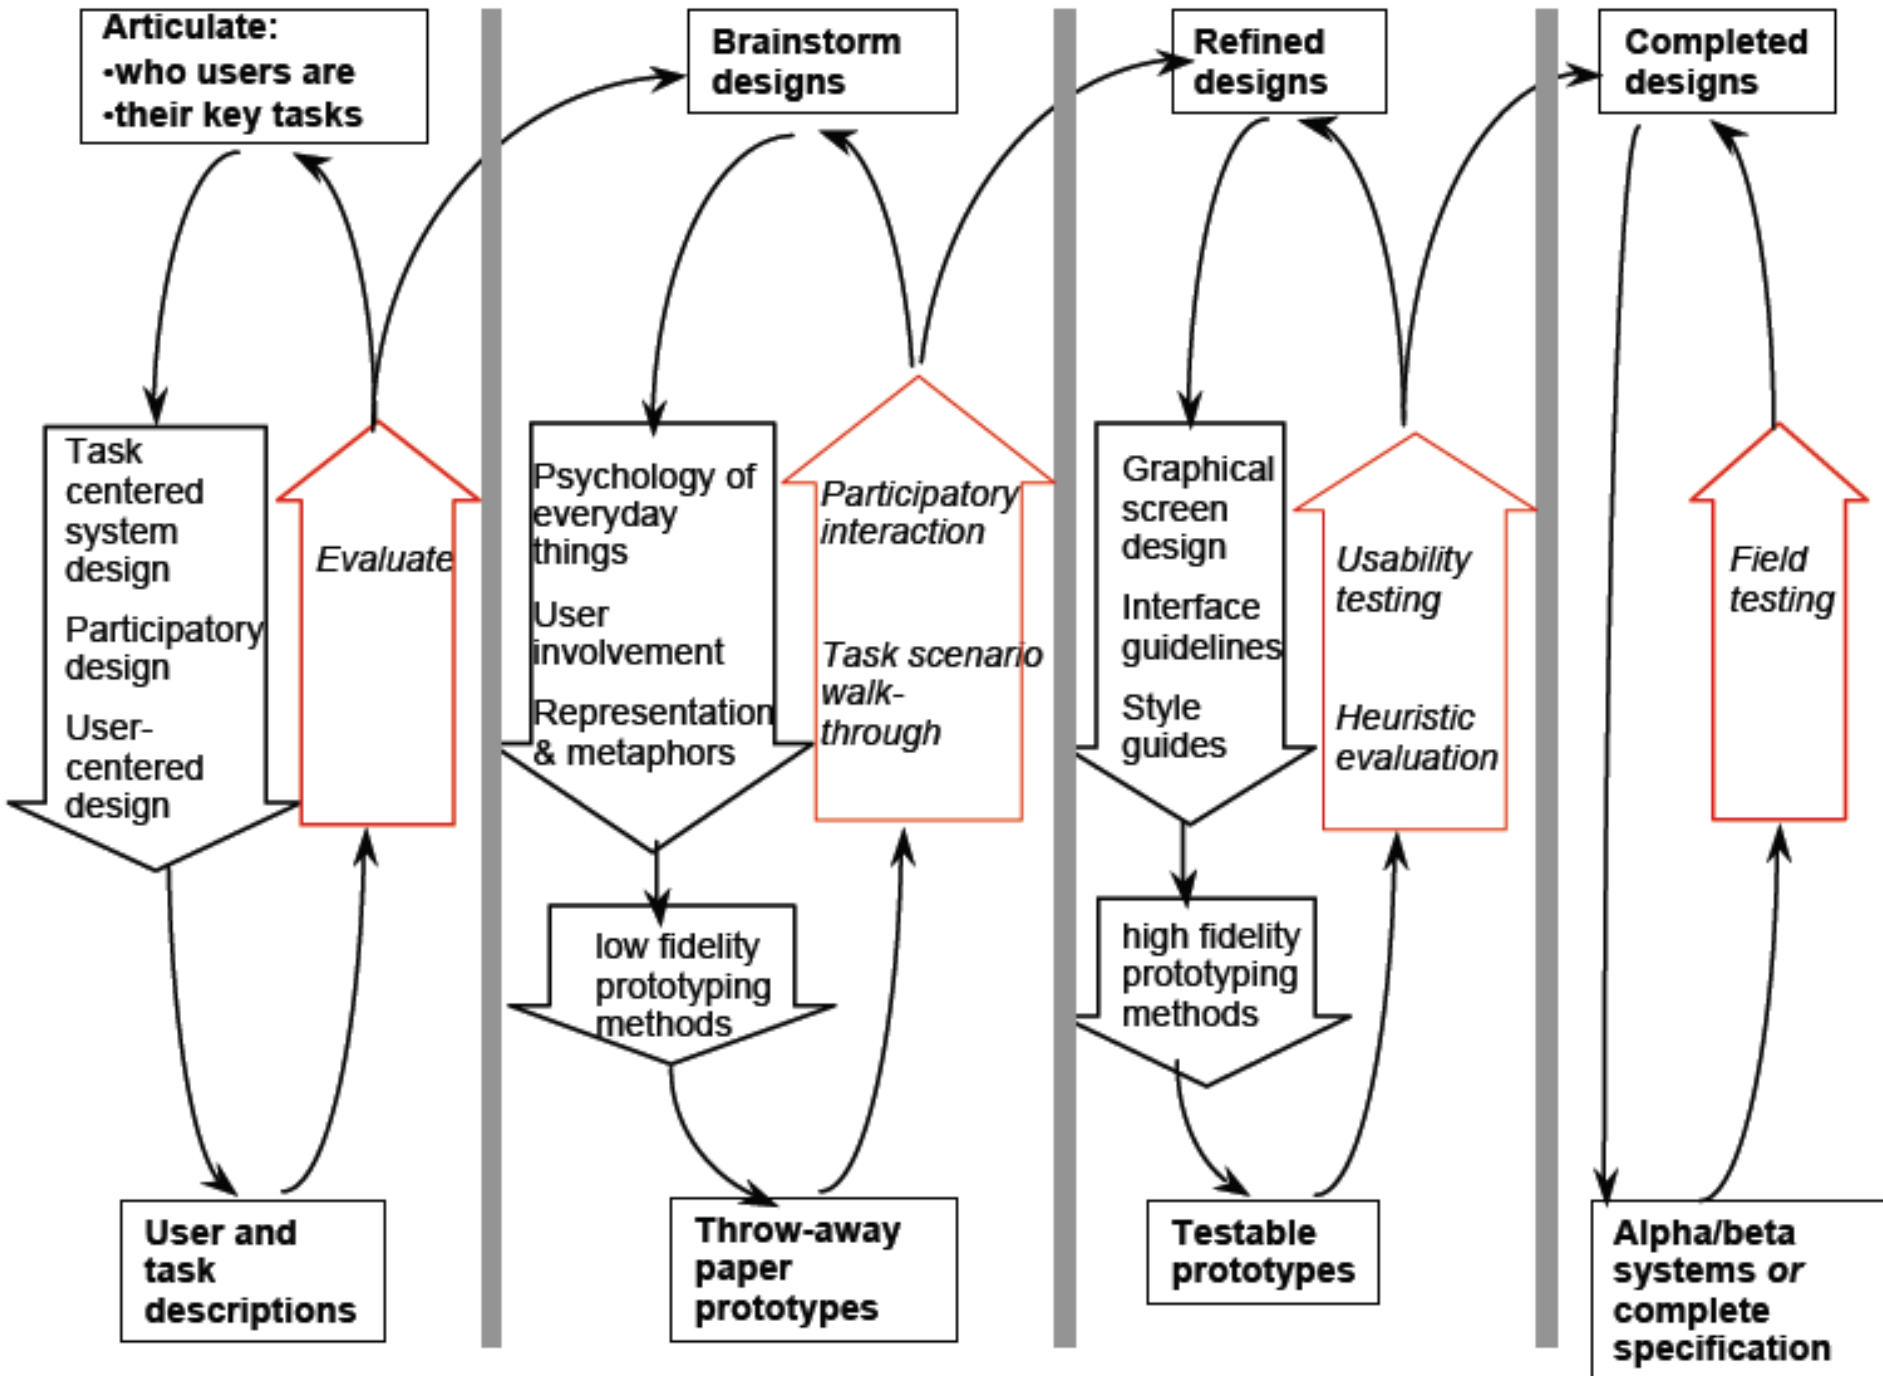 Articulate:
•who users are
•their key tasks
Task
centered
system
design
Participatory
design
User-
centered
design
Evaluate
User and
task
descriptions
Brainstorm
designs
Psychology of
everyday
things
User
involvement
Representation
& metaphors
Participatory
interaction
Task scenario
walk-
through
low fidelity
prototyping
methods
Throw-away
paper
prototypes
Refined
designs
Graphical
screen
design
Interface
guidelines
Style
guides
Usability
testing
Heuristic
evaluation
high fidelity
prototyping
methods
Testable
prototypes
Completed
designs
Field
testing
Alpha/beta
systems or
complete
specification